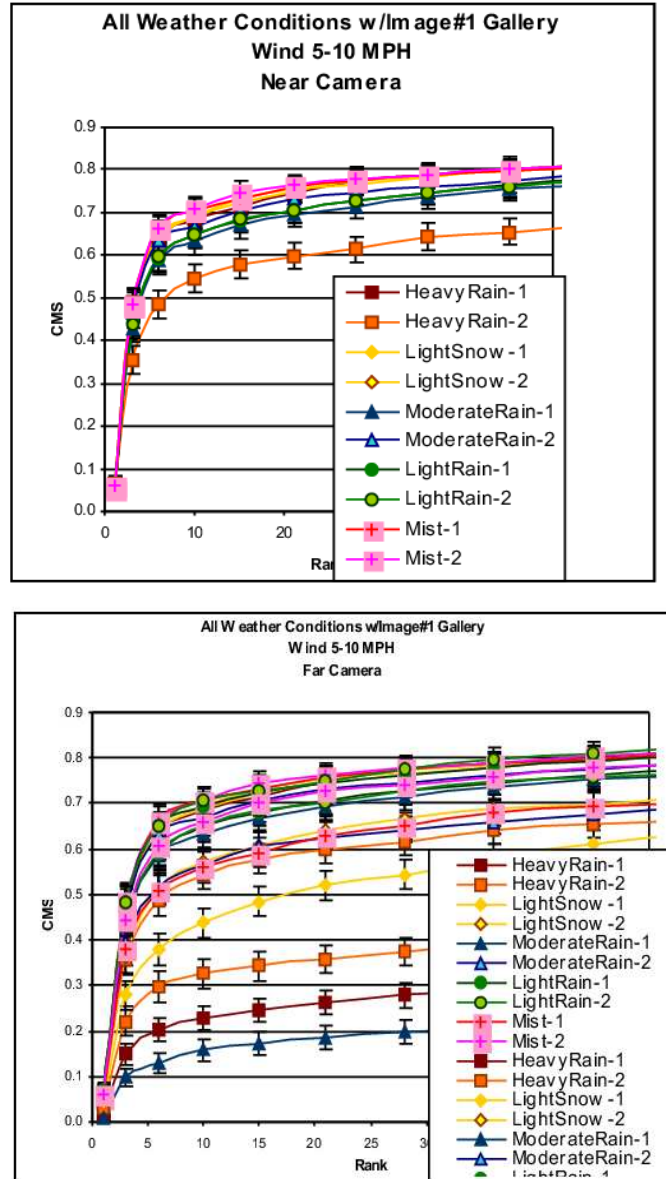 All Weather Conditions w/Image#1 Gallery
Wind 5-10 MPH
Near Camera
0.9
0.8
0.7
0.6
0.5
0.4
0.3
0.2
0.1
0.0
CMS
0
10
20
HeavyRain-1
HeavyRain-2
LightSnow-1
LightSnow-2
ModerateRain-1
ModerateRain-2
LightRain-1
LightRain-2
Mist-1
Mist-2
All Weather Conditions w/Image#1 Gallery
Wind 5-10 MPH
Far Camera
0.9
0.8
0.7
0.6
0.5
0.4
0.3
0.2
0.1
0.0
CMS
0
5
10
15
20
25
Rank
HeavyRain-1
HeavyRain-2
LightSnow-1
LightSnow-2
ModerateRain-1
ModerateRain-2
LightRain-1
LightRain-2
Mist-1
Mist-2
HeavyRain-1
HeavyRain-2
LightSnow-1
LightSnow-2
ModerateRain-1
ModerateRain-2
LightRain-1